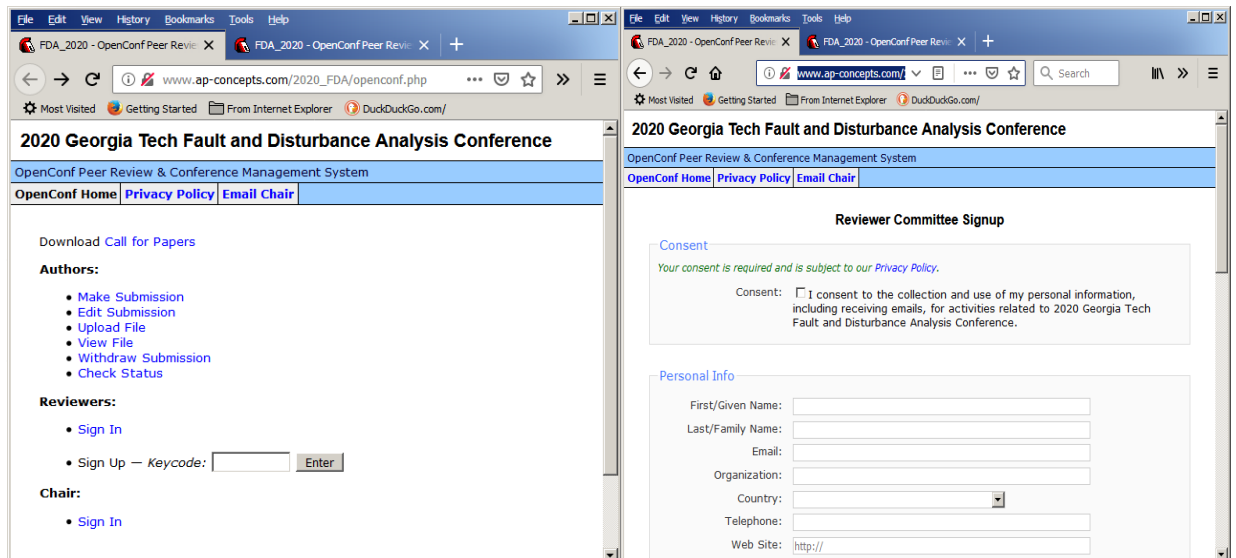 File Edit View History Bookmarks Tools Help
FDA_2020 - OpenConf Peer Revie
FDA_2020 - OpenConf Peer Revie
www.ap-concepts.com/2020_FDA/openconf.php
Most Visited Getting Started From Internet Explorer DuckDuckGo.com/
2020 Georgia Tech Fault and Disturbance Analysis Conference
OpenConf Peer Review & Conference Management System
OpenConf Home Privacy Policy Email Chair
Download Call for Papers
Authors:
• Make Submission
• Edit Submission
• Upload File
• View File
• Withdraw Submission
• Check Status
Reviewers:
• Sign In
• Sign Up — Keycode: Enter
Chair:
• Sign In
File Edit View History Bookmarks Tools Help
FDA_2020 - OpenConf Peer Revie
FDA_2020 - OpenConf Peer Revie
www.ap-concepts.com/
Search
Most Visited Getting Started From Internet Explorer DuckDuckGo.com/
2020 Georgia Tech Fault and Disturbance Analysis Conference
OpenConf Peer Review & Conference Management System
OpenConf Home Privacy Policy Email Chair
Reviewer Committee Signup
Consent
Your consent is required and is subject to our Privacy Policy.
Consent: I consent to the collection and use of my personal information,
including receiving emails, for activities related to 2020 Georgia Tech
Fault and Disturbance Analysis Conference.
Personal Info
First/Given Name:
Last/Family Name:
Email:
Organization:
Country:
Telephone:
Web Site: http://